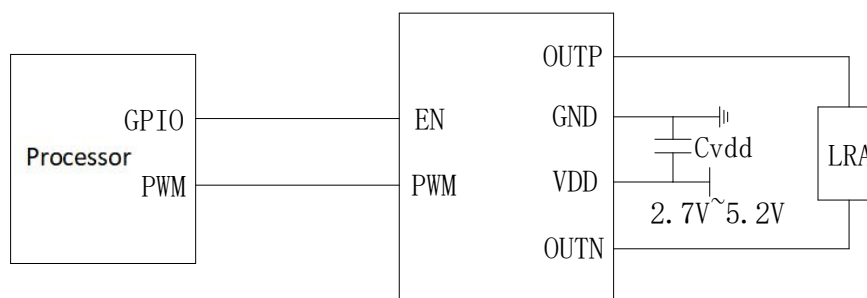 OUTP
GPIO
EN
GND
Processor
Cvdd
LRA
PWM
PWM
VDD
2.7V~5.2V
OUTN